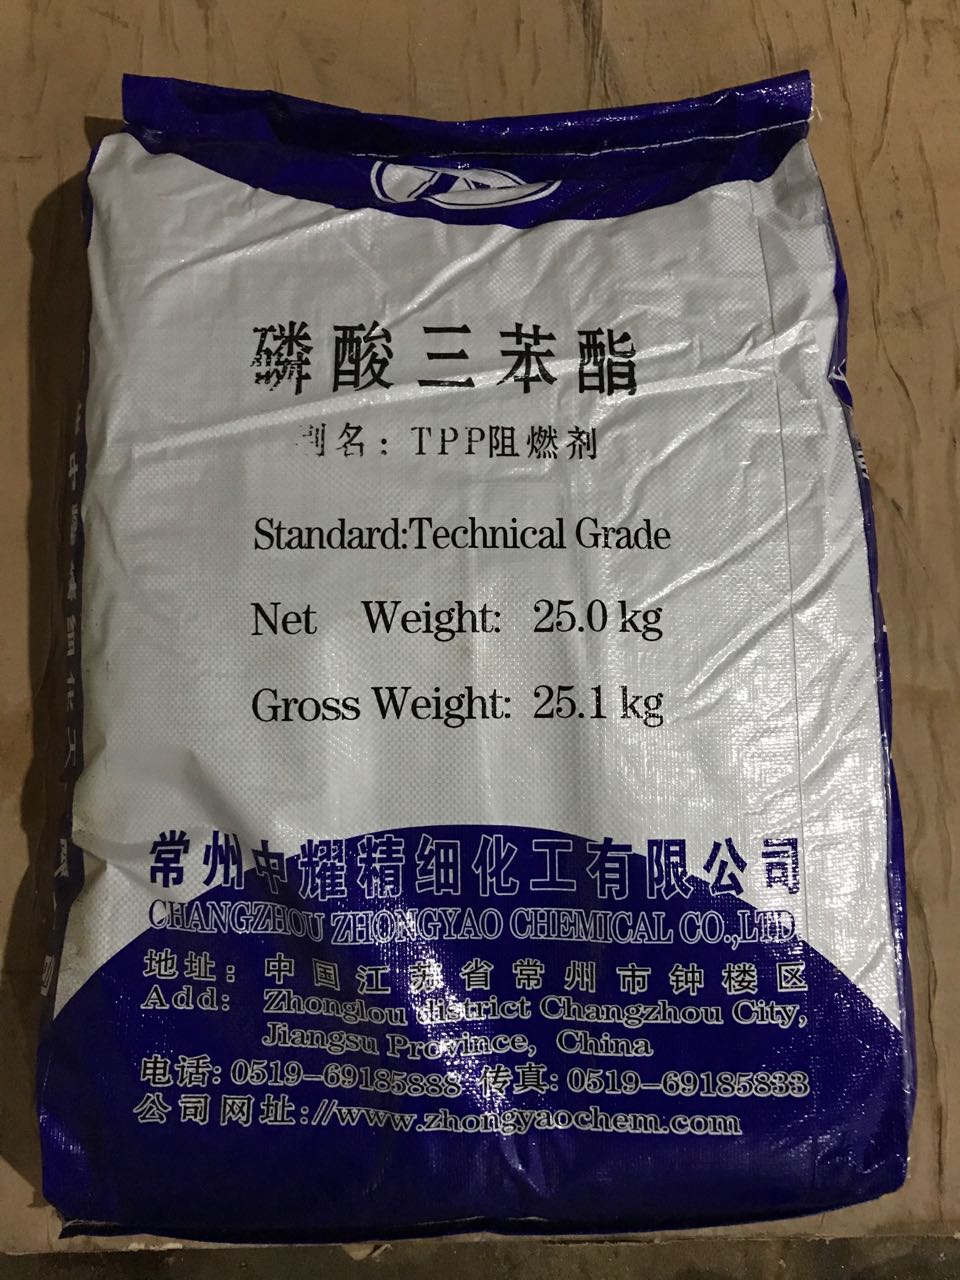 磷酸三苯酯
别名：TPP阻燃剂
Standard:Technical Grade
Net Weight: 25.0 kg
Gross Weight: 25.1 kg
常州中耀精细化工有限公司
CHANGZHOU ZHONGYAO CHEMICAL CO.,LTD
地址：中国江苏省常州市钟楼区
Add: Zhonglou district Changzhou City,
Jiangsu Province, China
电话: 0519-69185888 传真: 0519-69185833
公司网址://www.zhongyaochem.com